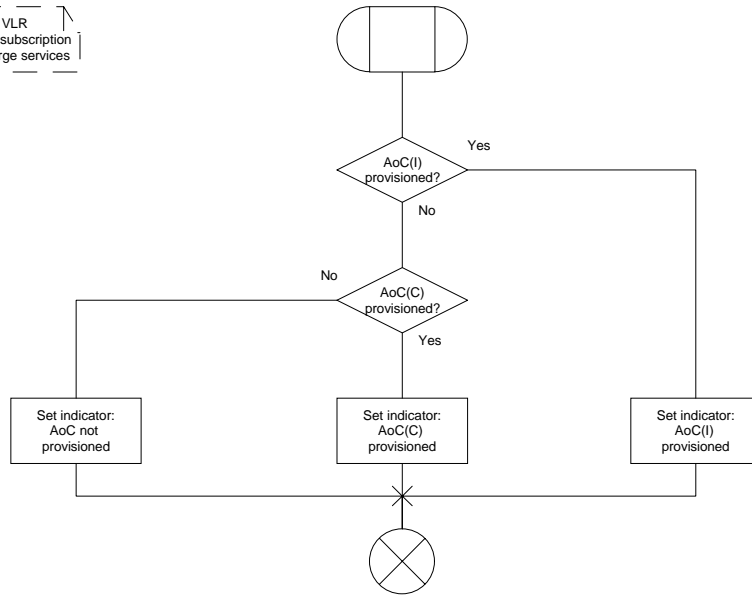 VLR
subscription
rge services
Yes
AoC(I)
provisioned?
No
No
AoC(C)
provisioned?
Yes
Set indicator:
AoC not
provisioned
Set indicator:
AoC(C)
provisioned
Set indicator:
AoC(I)
provisioned